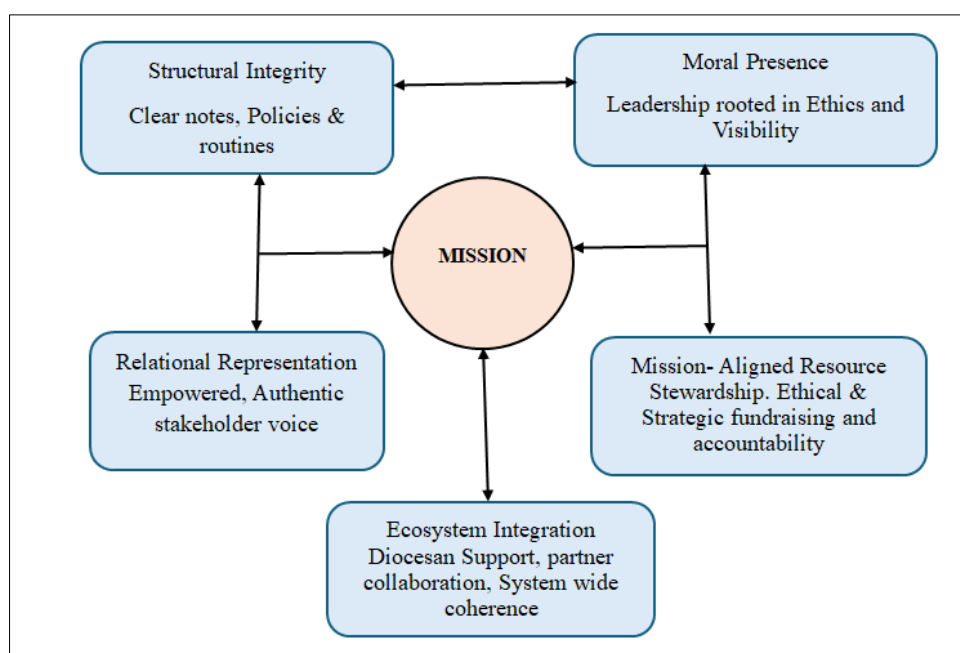 Structural Integrity
Clear notes, Policies &
routines
Moral Presence
Leadership rooted in Ethics and
Visibility
MISSION
Relational Representation
Empowered, Authentic
stakeholder voice
Mission- Aligned Resource
Stewardship. Ethical &
Strategic fundraising and
accountability
Ecosystem Integration
Diocesan Support, partner
collaboration, System wide
coherence